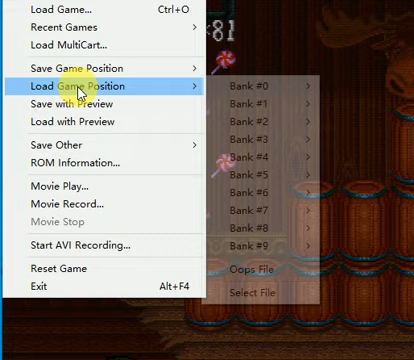 Load Game... Ctrl+O
Recent Games
Load MultiCart...
Save Game Position
Load Game Position
Save with Preview
Load with Preview
Save Other
ROM Information...
Movie Play...
Movie Record...
Movie Stop
Start AVI Recording...
Reset Game
Exit Alt+F4
Bank #0
Bank #1
Bank #2
Bank #3
Bank #4
Bank #5
Bank #6
Bank #7
Bank #8
Bank #9
Oops File
Select File
81